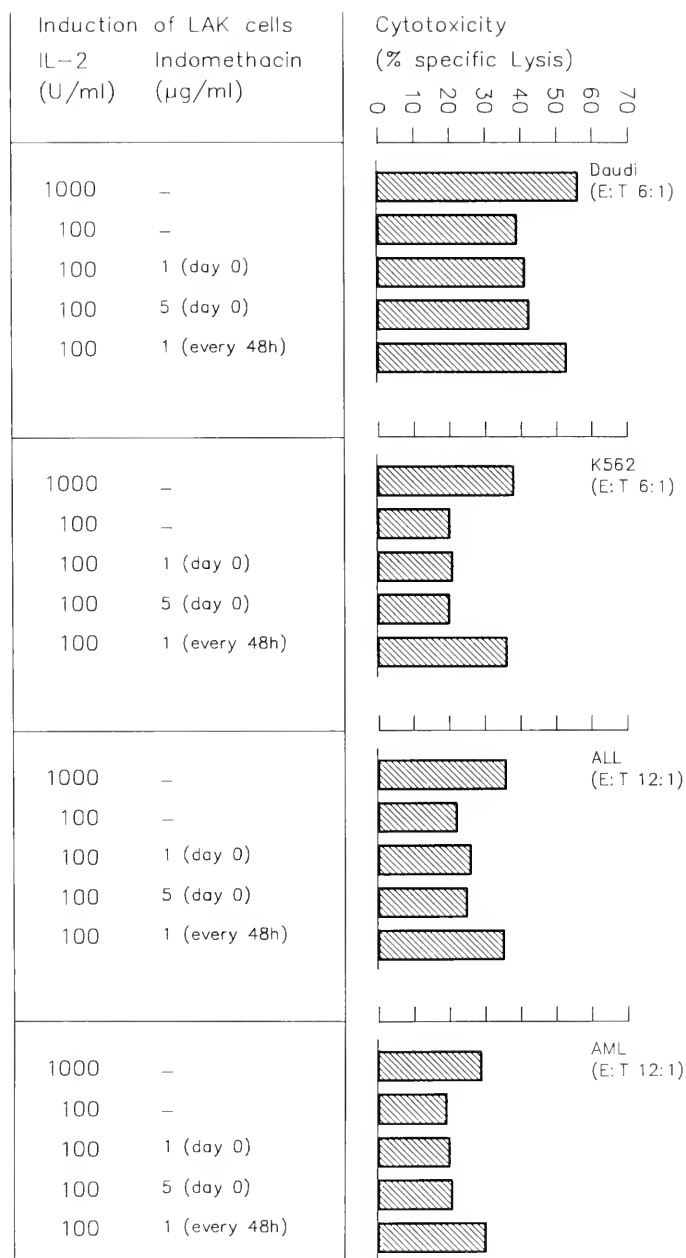 Induction of LAK cells
IL-2 Indomethacin
(U/ml) (µg/ml)
Cytotoxicity
(% specific Lysis)
0 10 20 30 40 50 60 70
Daudi
(E:T 6:1)
1000 –
100 –
100 1 (day 0)
100 5 (day 0)
100 1 (every 48h)
K562
(E:T 6:1)
1000 –
100 –
100 1 (day 0)
100 5 (day 0)
100 1 (every 48h)
ALL
(E:T 12:1)
1000 –
100 –
100 1 (day 0)
100 5 (day 0)
100 1 (every 48h)
AML
(E:T 12:1)
1000 –
100 –
100 1 (day 0)
100 5 (day 0)
100 1 (every 48h)